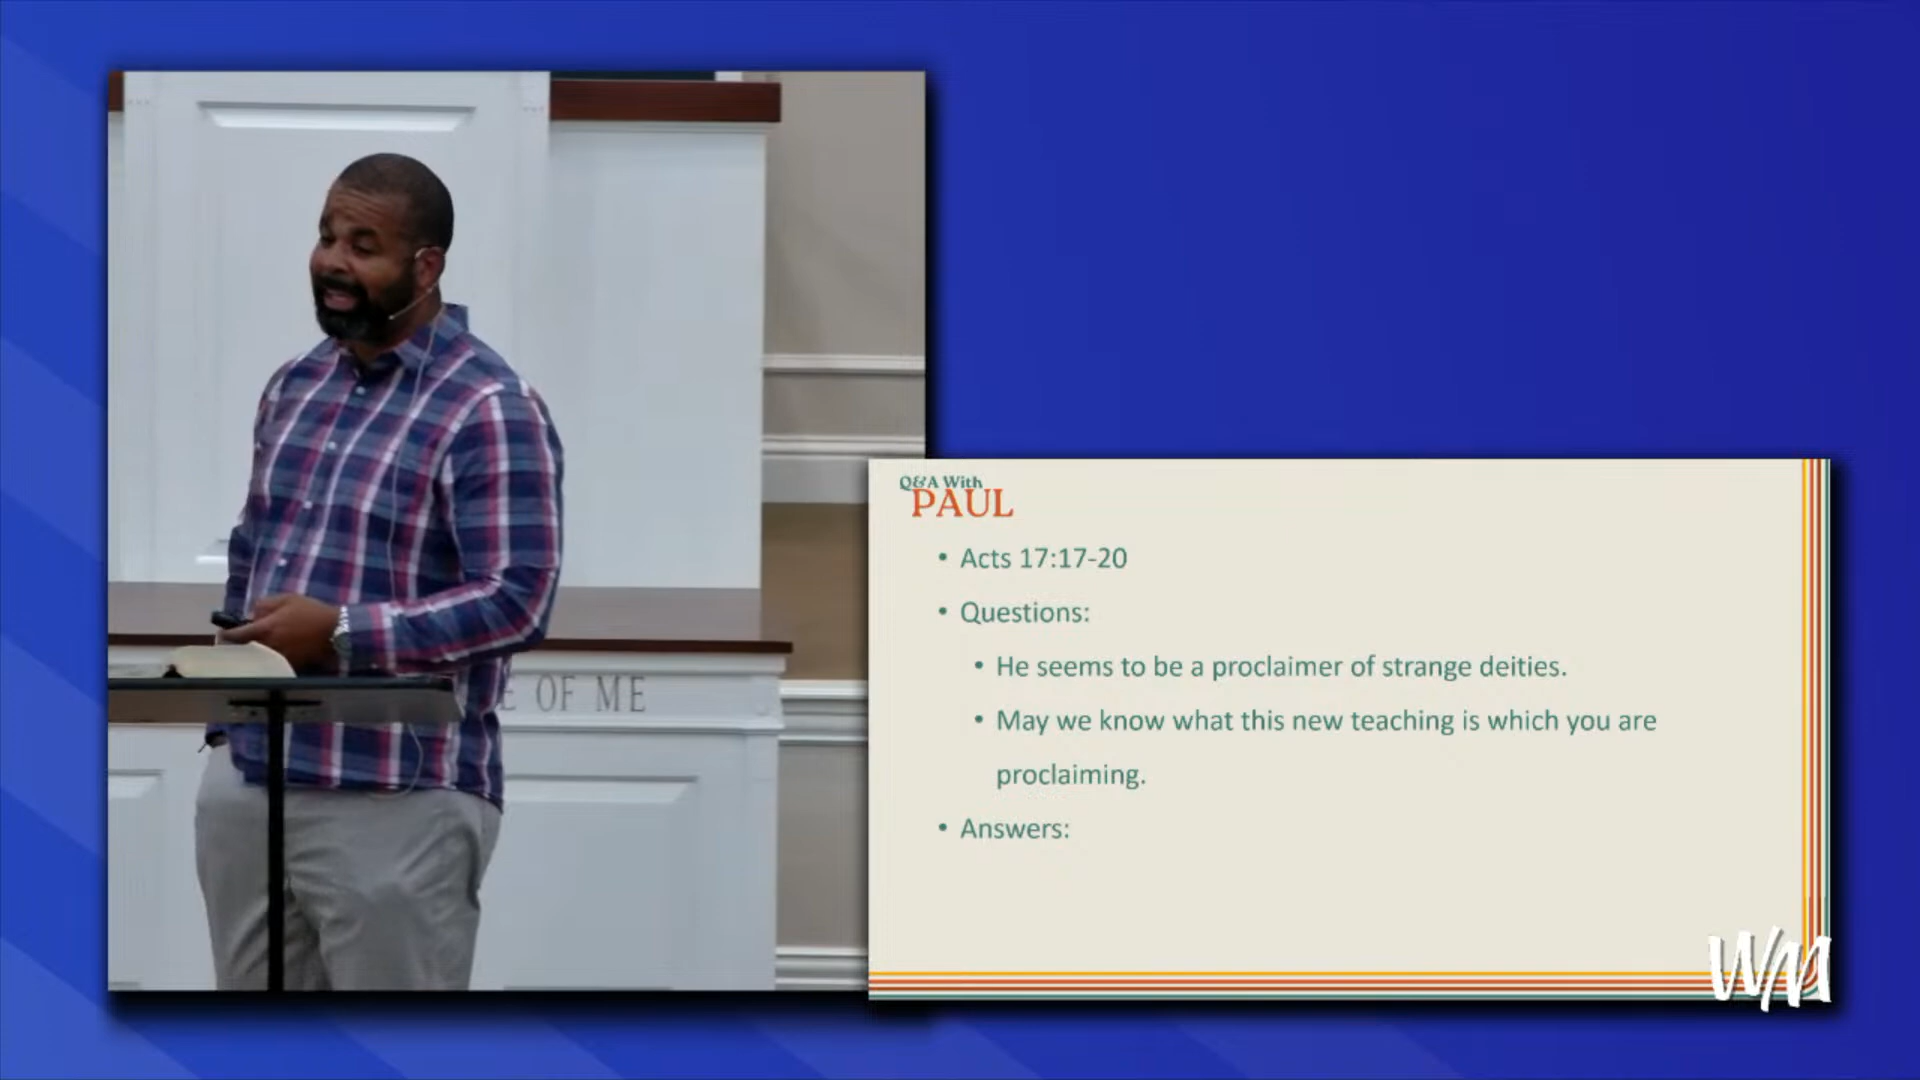 E OF ME
Q&A With
PAUL
• Acts 17:17-20
• Questions:
• He seems to be a proclaimer of strange deities.
• May we know what this new teaching is which you are
proclaiming.
• Answers:
WM